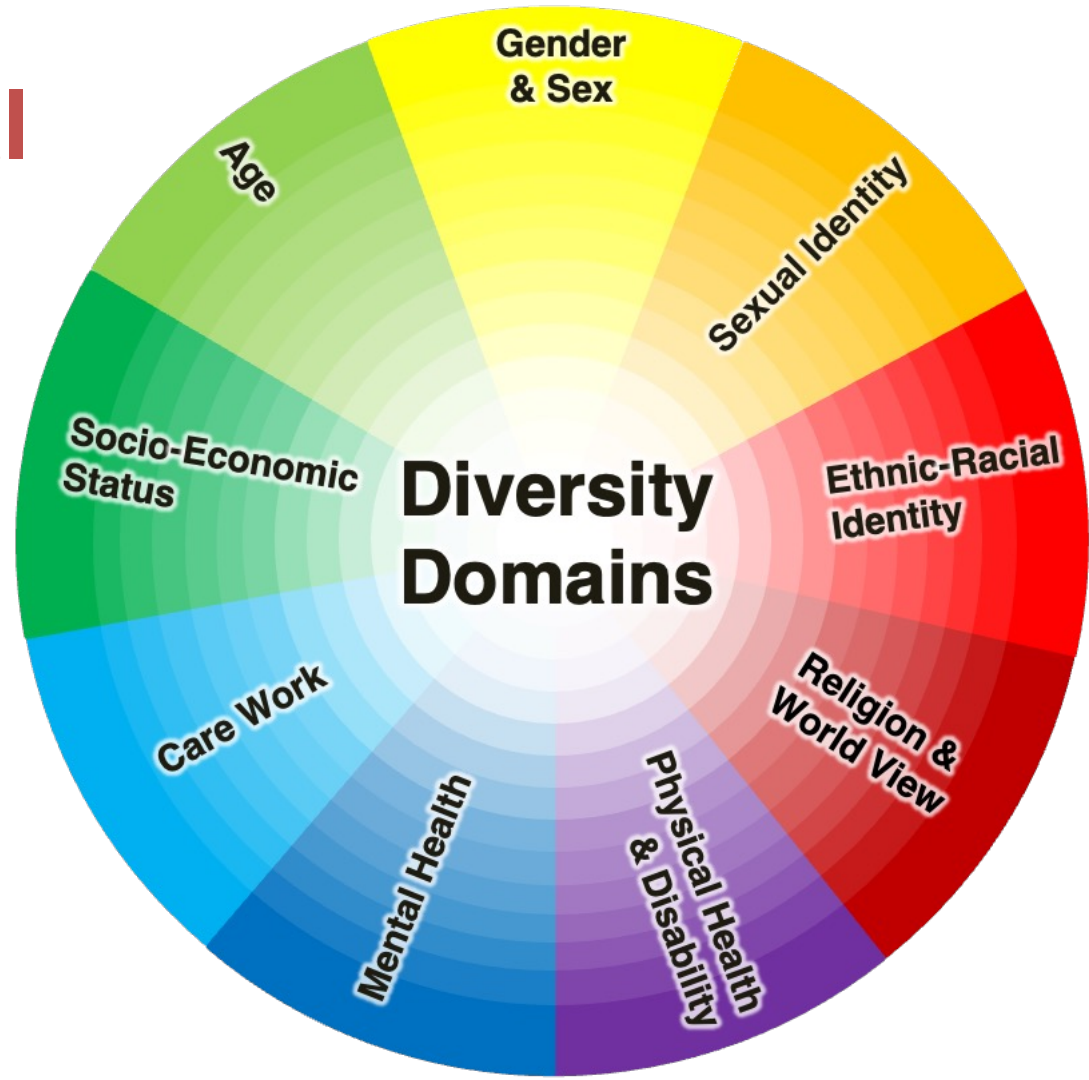 Gender
& Sex
Sexual Identity
Ethnic-Racial
Identity
Religion &
World View
Physical Health
& Disability
Mental Health
Care Work
Socio-Economic
Status
Age
Diversity
Domains